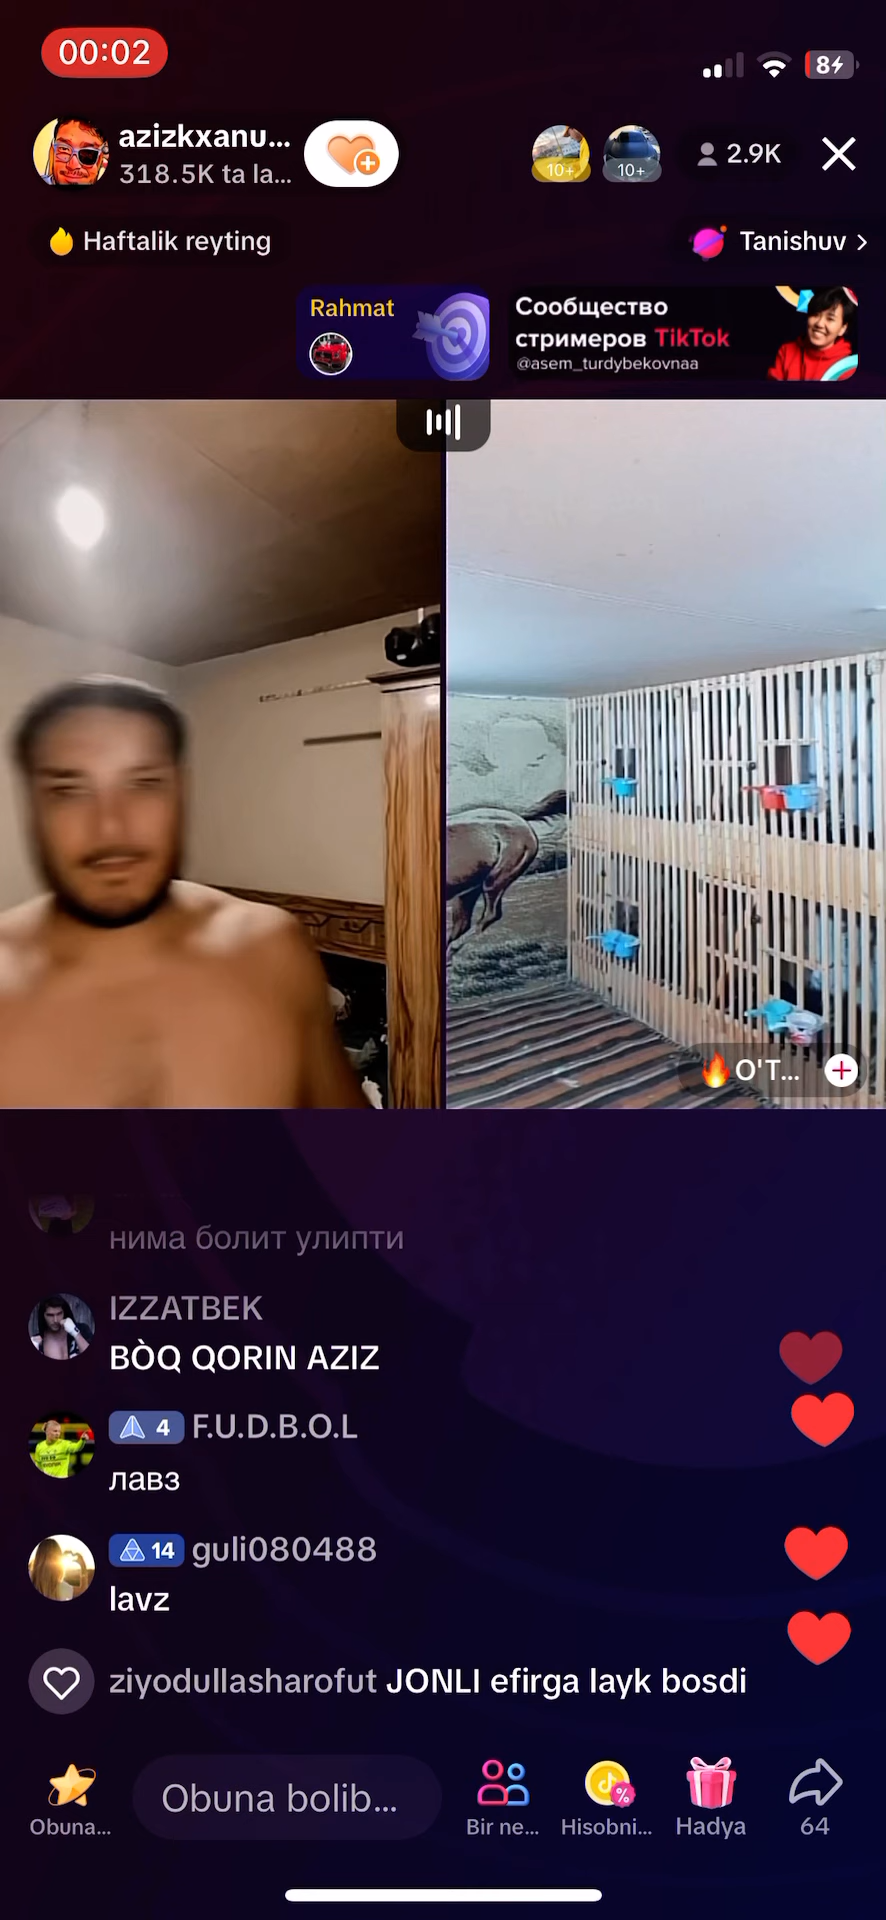 00:02
8
azizkxanu...
318.5K ta la...
10+
10+
2.9K
Haftalik reyting
Tanishuv
Rahmat
Сообщество
стримеров TikTok
@asem_turdybekovnaa
O'T...
нима болит улипти
IZZATBEK
BÒQ QORIN AZIZ
4 F.U.D.B.O.L
лавз
14 guli080488
lavz
ziyodullasharofut JONLI efirga layk bosdi
Obuna bolib...
Obuna...
Bir ne...
Hisobni...
Hadya
64